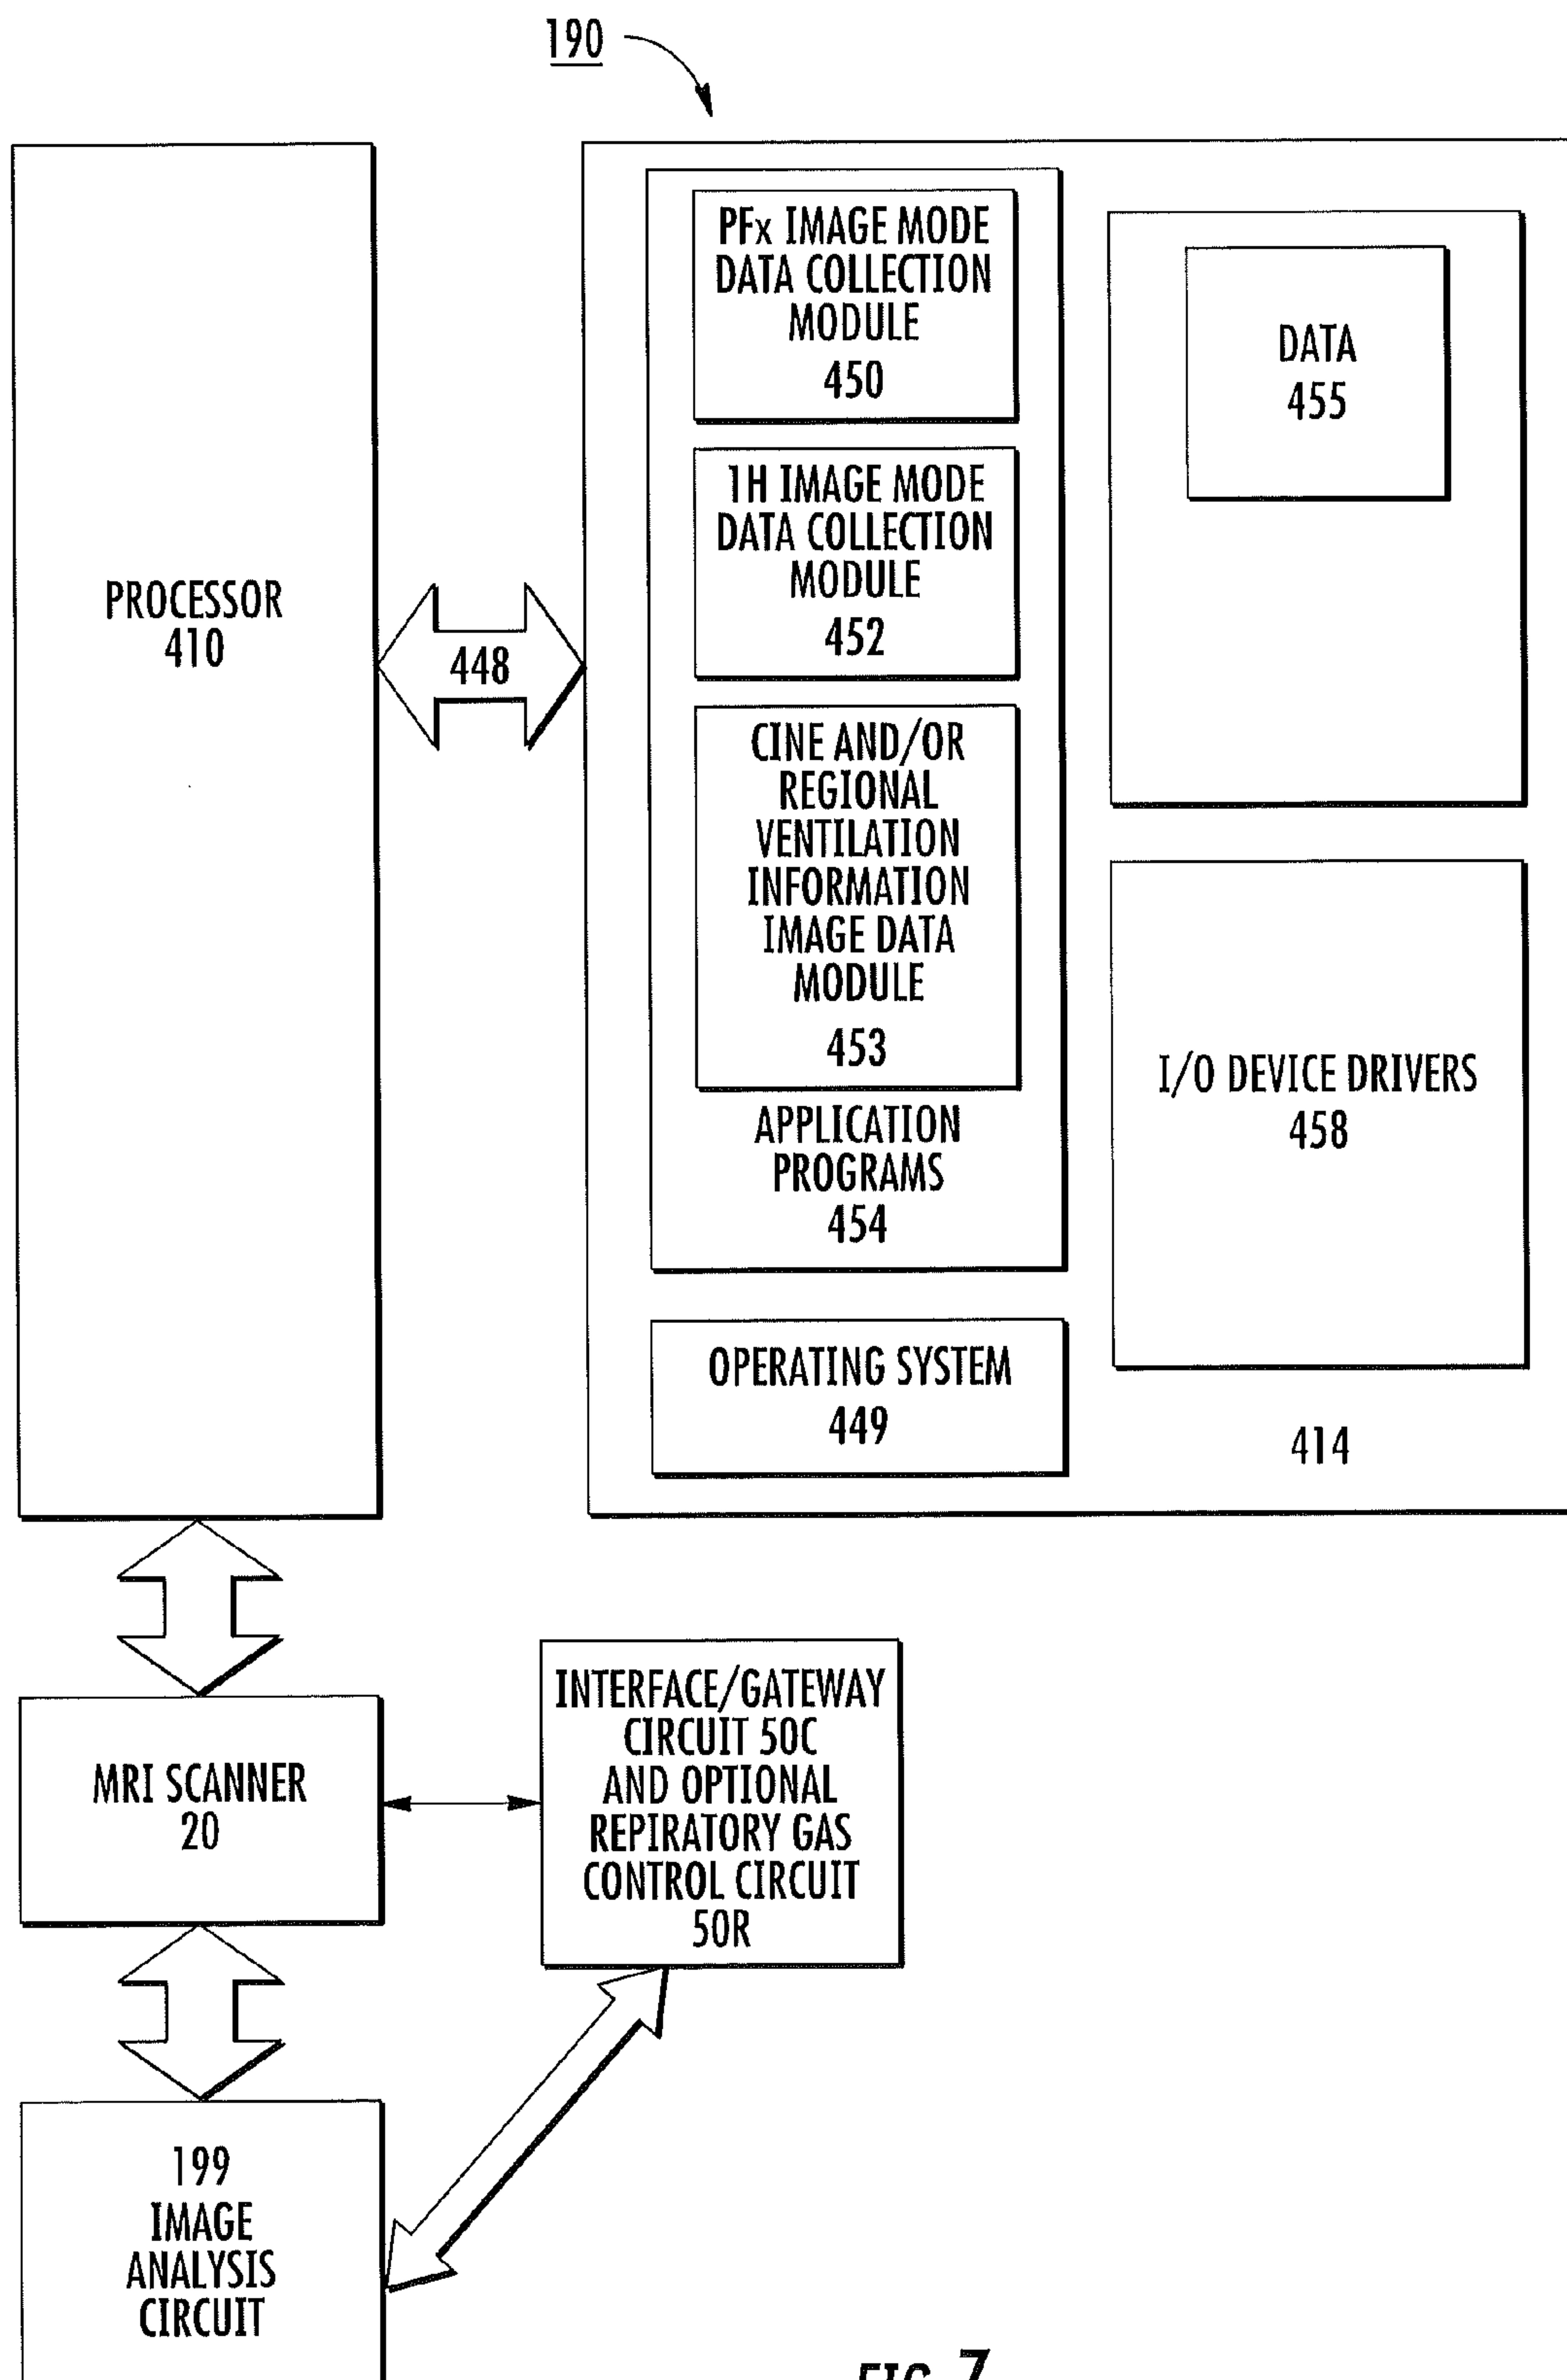 190
PFx IMAGE MODE
DATA COLLECTION
MODULE
450
DATA
455
1H IMAGE MODE
DATA COLLECTION
MODULE
452
PROCESSOR
410
448
CINE AND/OR
REGIONAL
VENTILATION
INFORMATION
IMAGE DATA
MODULE
453
APPLICATION
PROGRAMS
454
I/O DEVICE DRIVERS
458
OPERATING SYSTEM
449
414
MRI SCANNER
20
INTERFACE/GATEWAY
CIRCUIT 50C
AND OPTIONAL
REPIRATORY GAS
CONTROL CIRCUIT
50R
199
IMAGE
ANALYSIS
CIRCUIT
FIG. 7